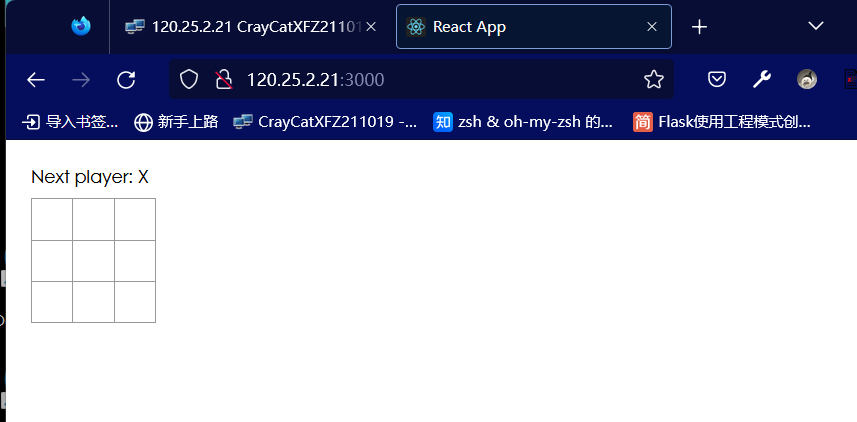 120.25.2.21 CrayCatXFZ21101
React App
120.25.2.21:3000
导入书签...
新手上路
CrayCatXFZ211019 -...
知 zsh & oh-my-zsh 的...
简 Flask使用工程模式创...
Next player: X